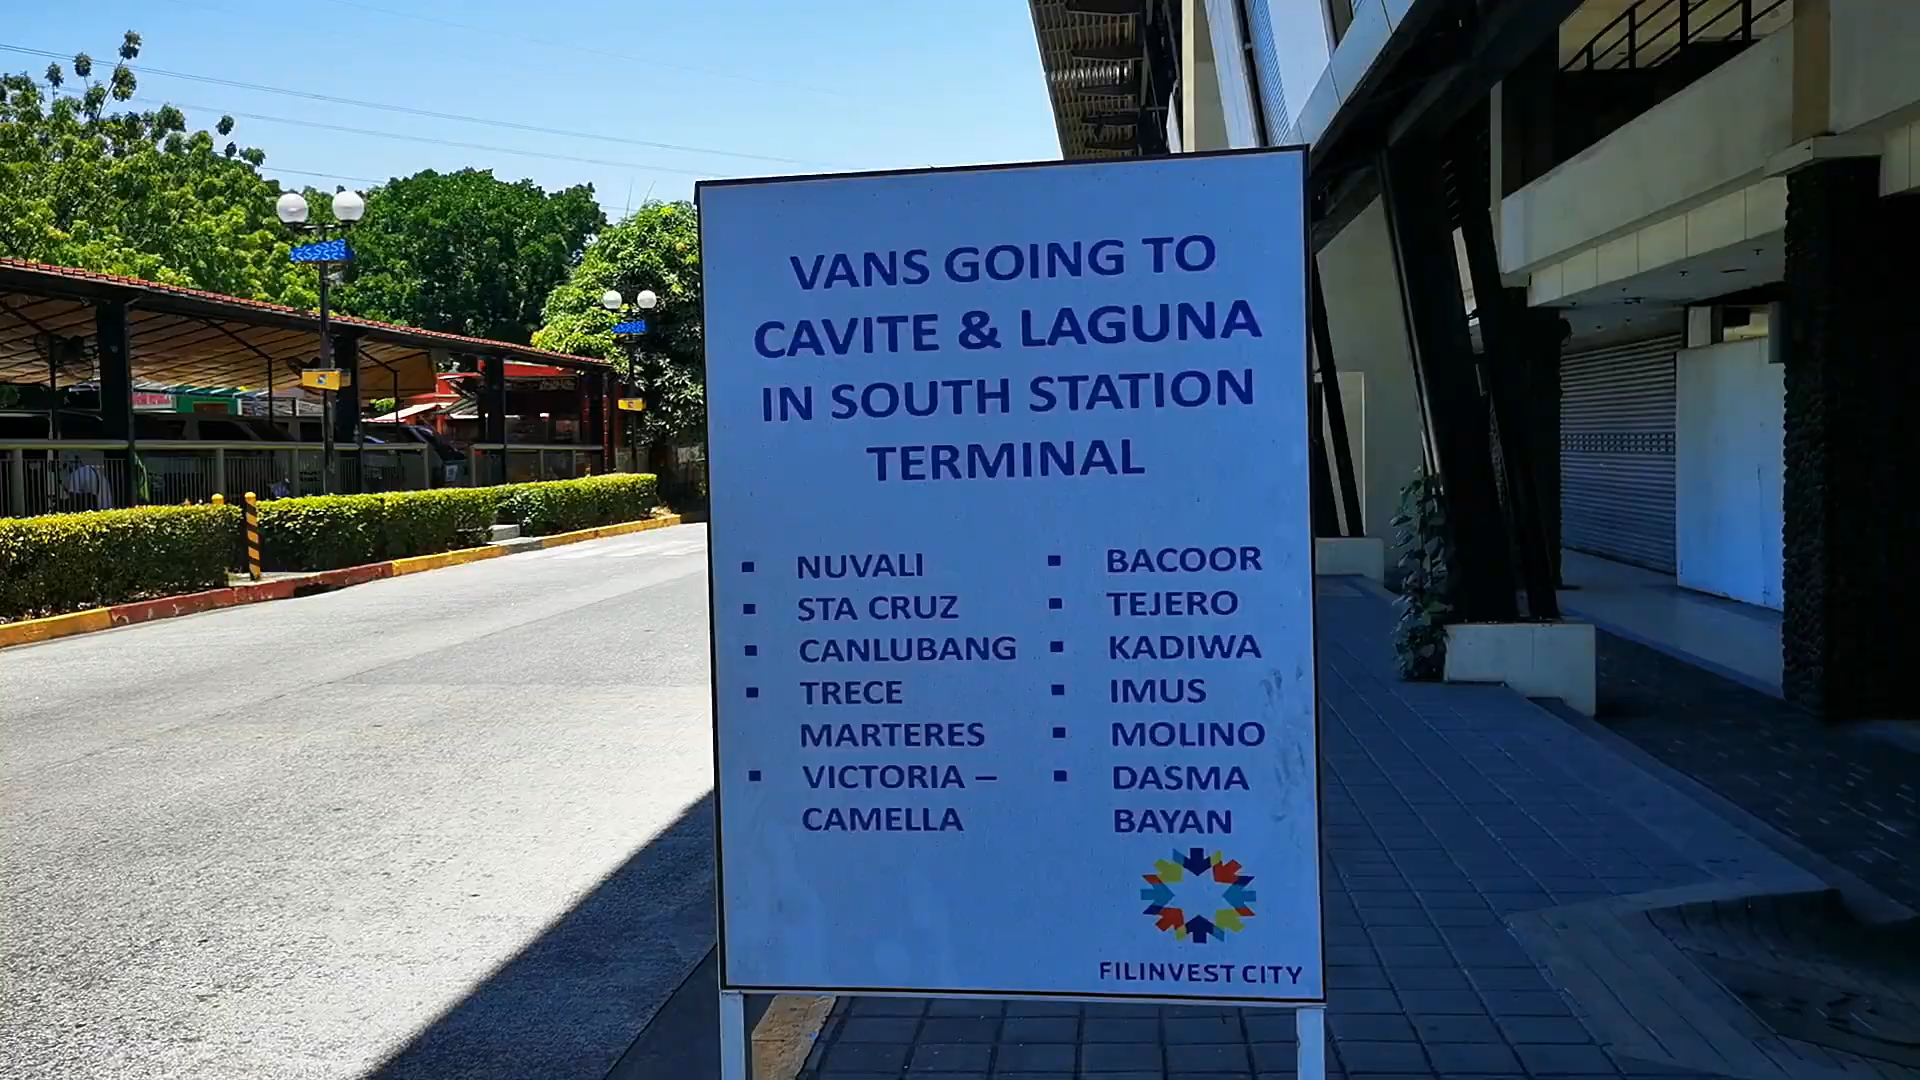 VANS GOING TO
CAVITE & LAGUNA
IN SOUTH STATION
TERMINAL
▪ NUVALI
▪ STA CRUZ
▪ CANLUBANG
▪ TRECE
MARTERES
▪ VICTORIA –
CAMELLA
▪ BACOOR
▪ TEJERO
▪ KADIWA
▪ IMUS
▪ MOLINO
▪ DASMA
BAYAN
FILINVEST CITY